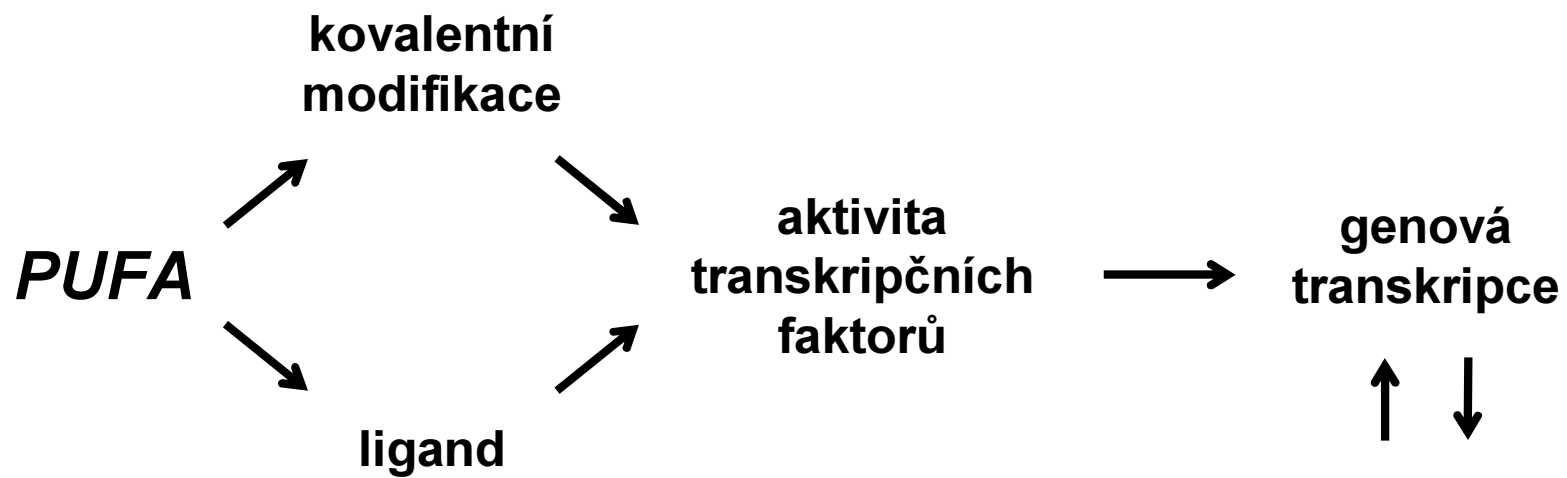 kovalentní
modifikace
PUFA
ligand
aktivita
transkripčních
faktorů
genová
transkripce